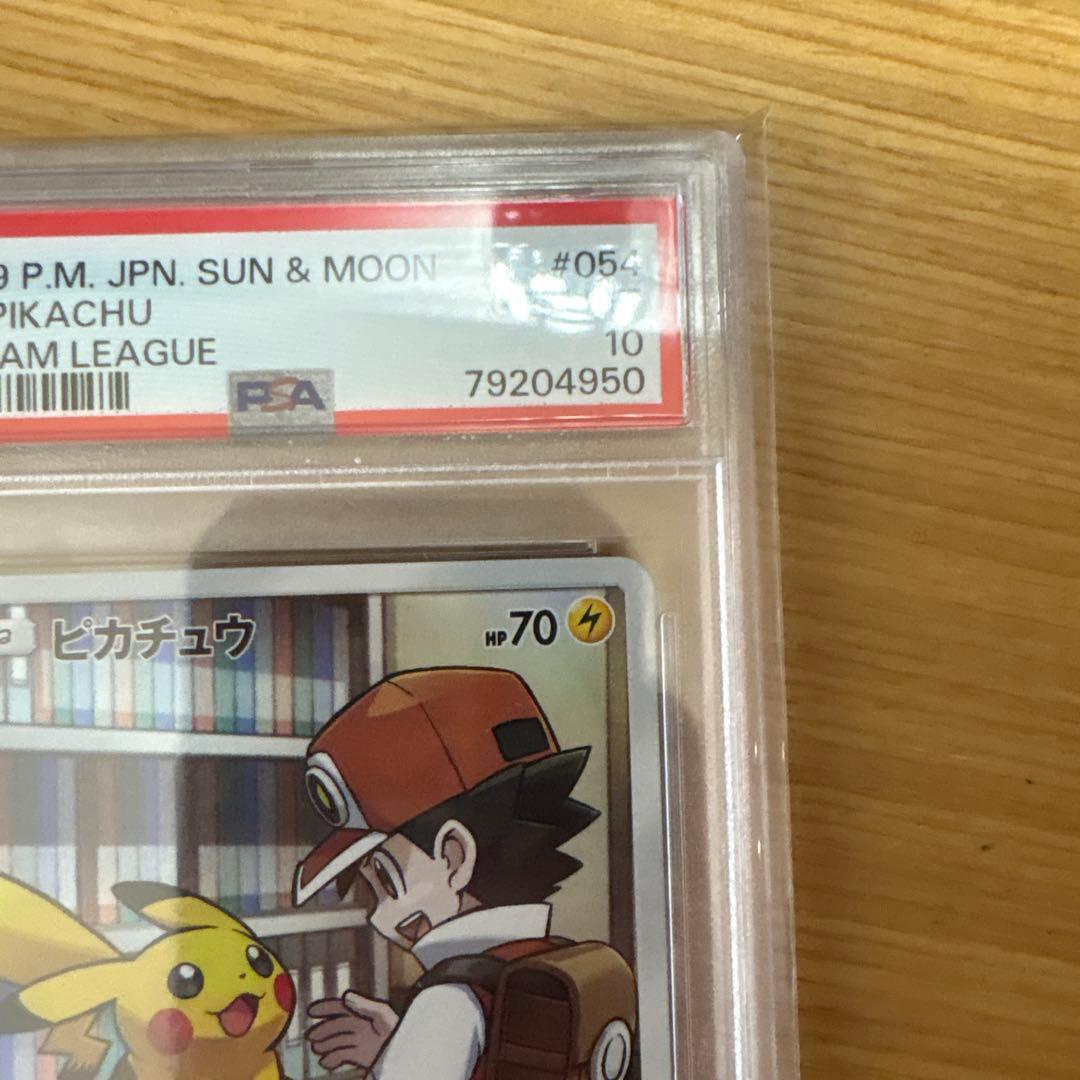 9 P.M. JPN. SUN & MOON #054
PIKACHU
AM LEAGUE 10
PSA 79204950
ピカチュウ HP70